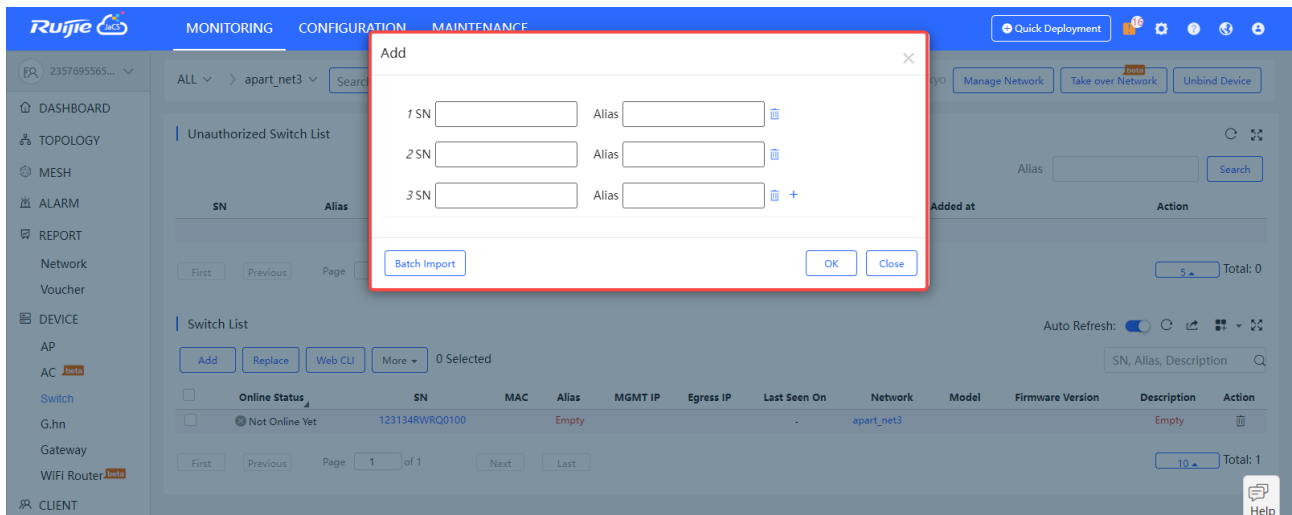 Ruijie JaCS MONITORING CONFIGURATION MAINTENANCE Quick Deployment 16
2357695565... ALL apart_net3 Manage Network Take over Network beta Unbind Device
Add
1 SN Alias
2 SN Alias
3 SN Alias
Batch Import OK Close
DASHBOARD
TOPOLOGY
MESH
ALARM
REPORT
Network
Voucher
DEVICE
AP
AC beta
Switch
G.hn
Gateway
WiFi Router beta
CLIENT
Unauthorized Switch List
Alias Search
SN Alias Added at Action
First Previous Page 5 Total: 0
Switch List Auto Refresh:
Add Replace Web CLI More 0 Selected SN, Alias, Description
Online Status SN MAC Alias MGMT IP Egress IP Last Seen On Network Model Firmware Version Description Action
Not Online Yet 123134RWRQ0100 Empty - apart_net3 Empty
First Previous Page 1 of 1 Next Last 10 Total: 1
Help